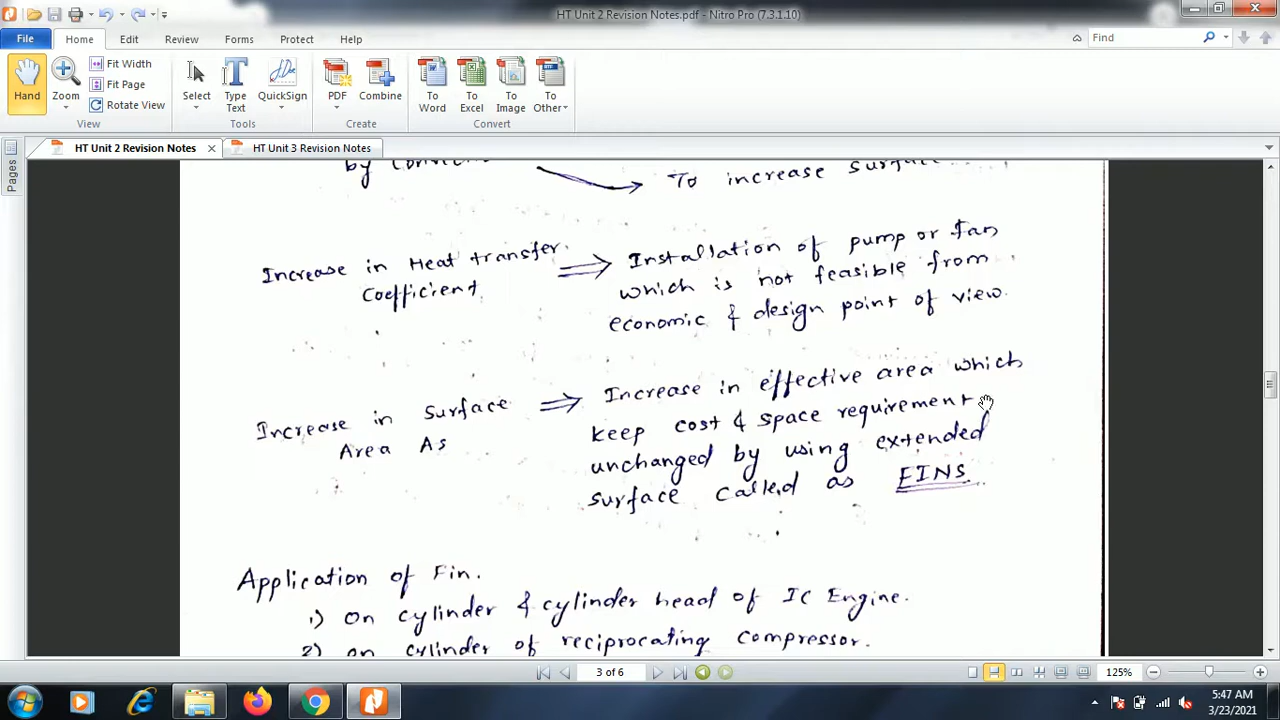 HT Unit 2 Revision Notes.pdf - Nitro Pro (7.3.1.10)
File Home Edit Review Forms Protect Help Find
Hand Zoom Fit Width Fit Page Rotate View Select Type Text QuickSign PDF Combine To Word To Excel To Image To Other
View Tools Create Convert
HT Unit 2 Revision Notes HT Unit 3 Revision Notes
Pages
by
To increase
Increase in Heat transfer. Installation of pump or fan
Coefficient which is not feasible from
economic & design point of view.
Increase in Surface Increase in effective area which
Area As keep cost & space requirement
unchanged by using extended
surface called as FINS
Application of Fin.
1) on cylinder & cylinder head of IC Engine.
2) on cylinder of reciprocating compressor.
3 of 6 125%
5:47 AM
3/23/2021